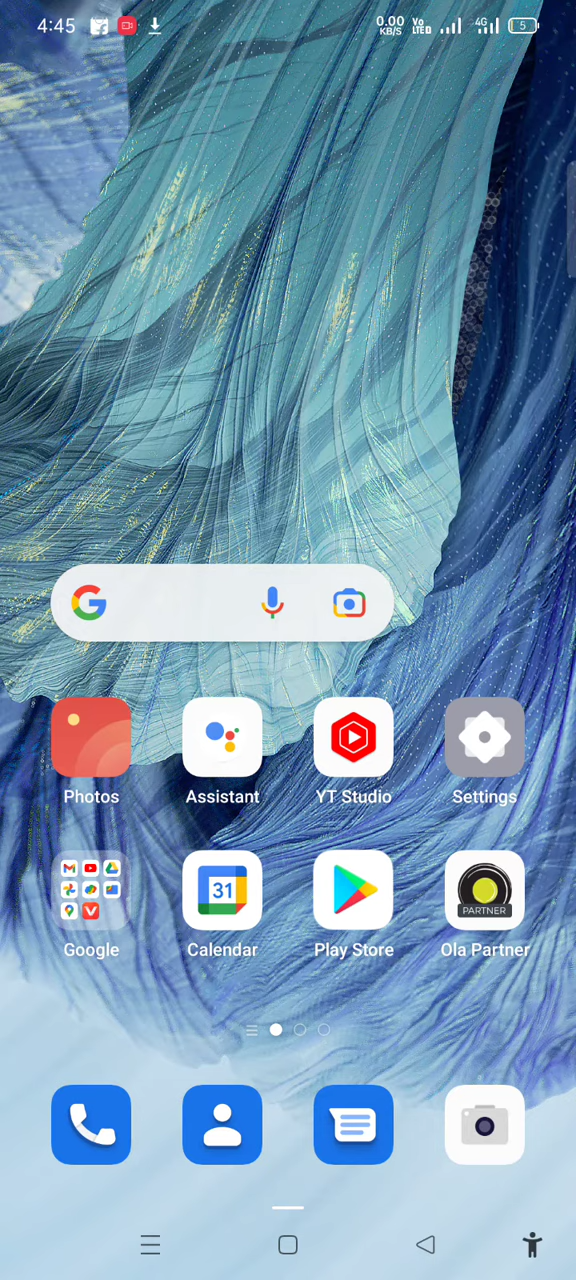 4:45 0.00 KB/S Vo LTE 4G 5
Photos Assistant YT Studio Settings
31 PARTNER
Google Calendar Play Store Ola Partner